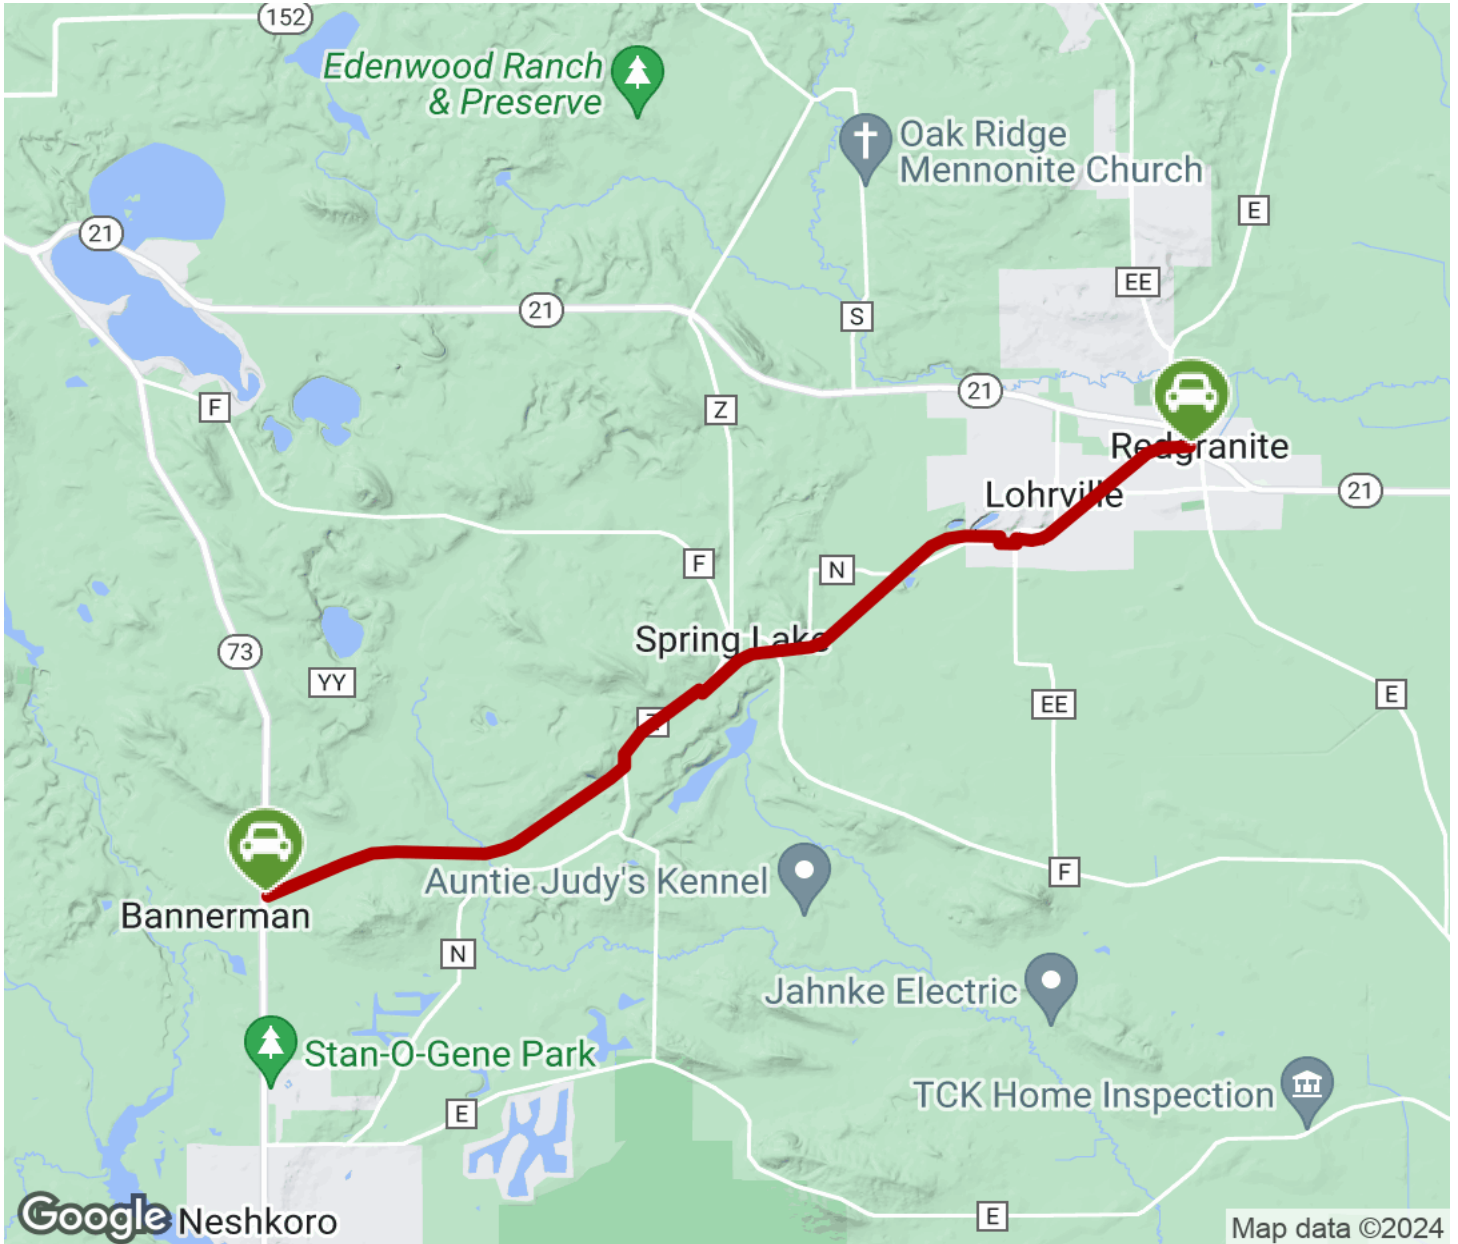 152
Edenwood Ranch
& Preserve
Oak Ridge
Mennonite Church
21
E
EE
21
S
21
F
Z
Redgranite
Lohrville
21
F
N
Spring Lake
73
YY
E
EE
Z
F
Auntie Judy's Kennel
Bannerman
N
Jahnke Electric
Stan-O-Gene Park
TCK Home Inspection
E
E
Google
Neshkoro
Map data ©2024